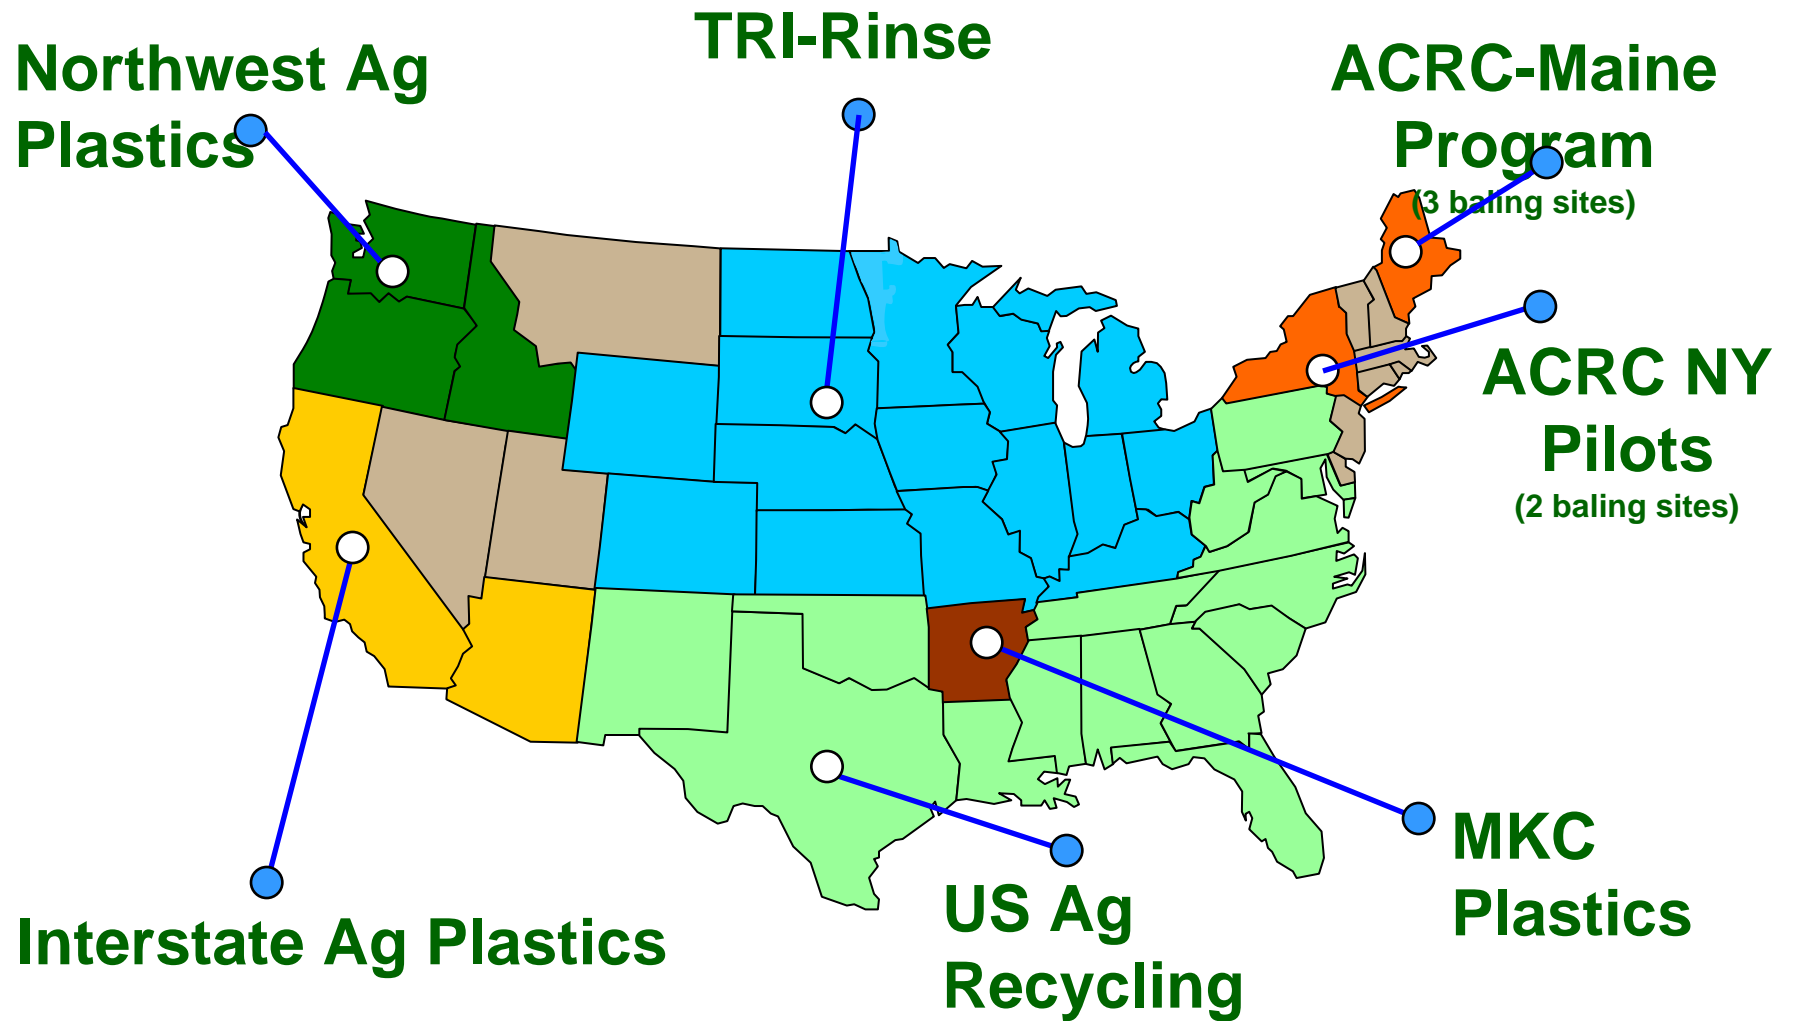 TRI-Rinse
Northwest Ag
Plastics
ACRC-Maine
Program
(3 baling sites)
ACRC NY
Pilots
(2 baling sites)
MKC
Plastics
US Ag
Recycling
Interstate Ag Plastics